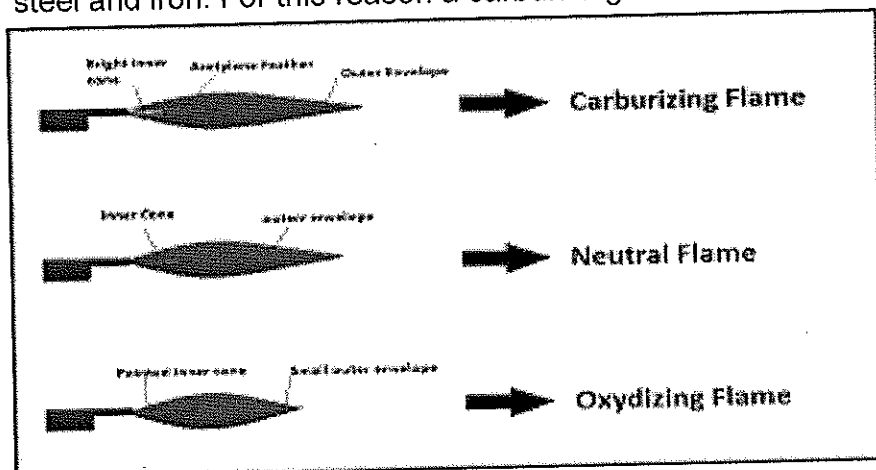 steel and iron. For this reason a carburizing
Bright Inner cone
Acetylene Feather
Outer Envelope
Carburizing Flame
Inner Cone
outer envelope
Neutral Flame
Pointed Inner cone
Small outer envelope
Oxydizing Flame